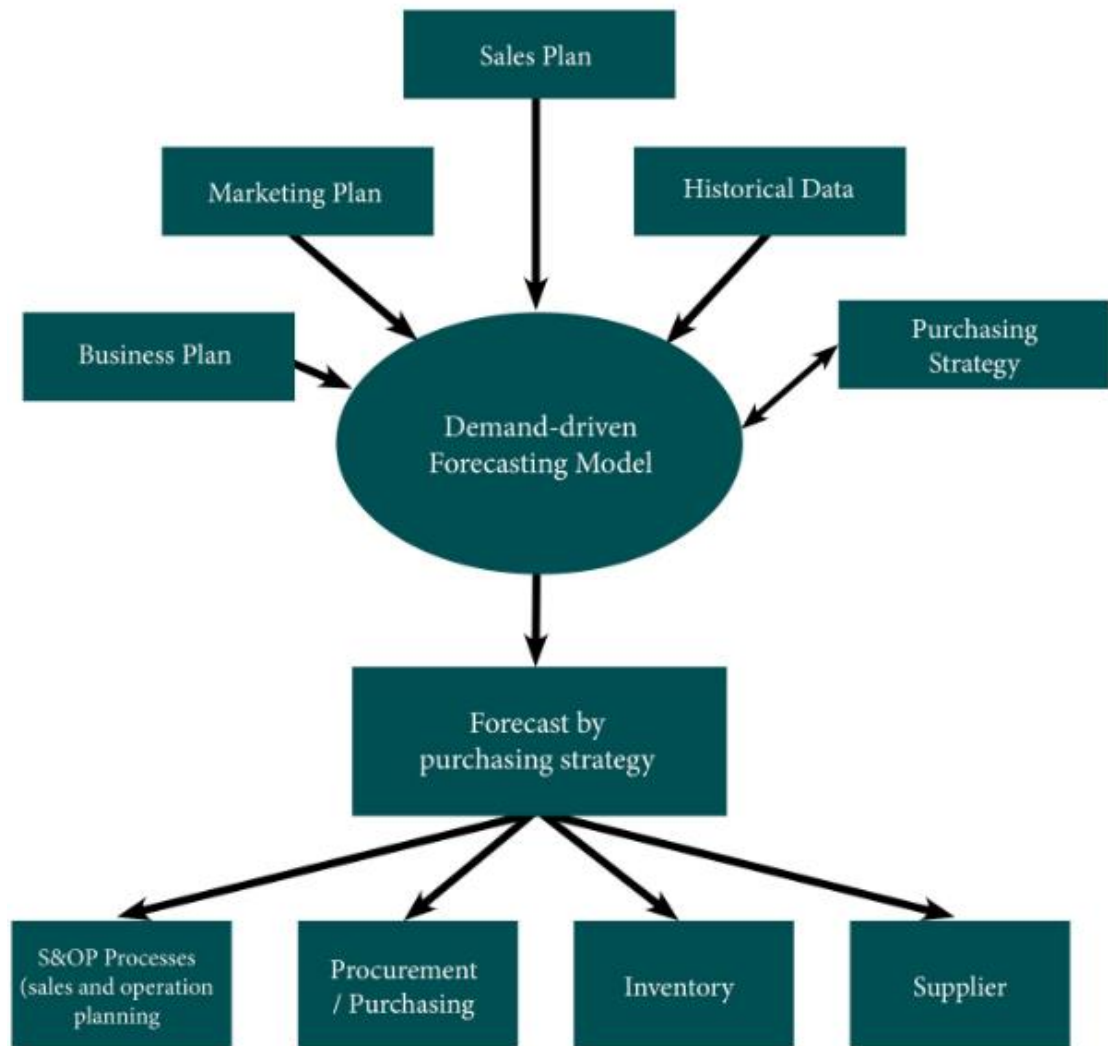 Sales Plan
Marketing Plan
Historical Data
Business Plan
Purchasing
Strategy
Demand-driven
Forecasting Model
Forecast by
purchasing strategy
S&OP Processes
(sales and operation
planning
Procurement
/ Purchasing
Inventory
Supplier